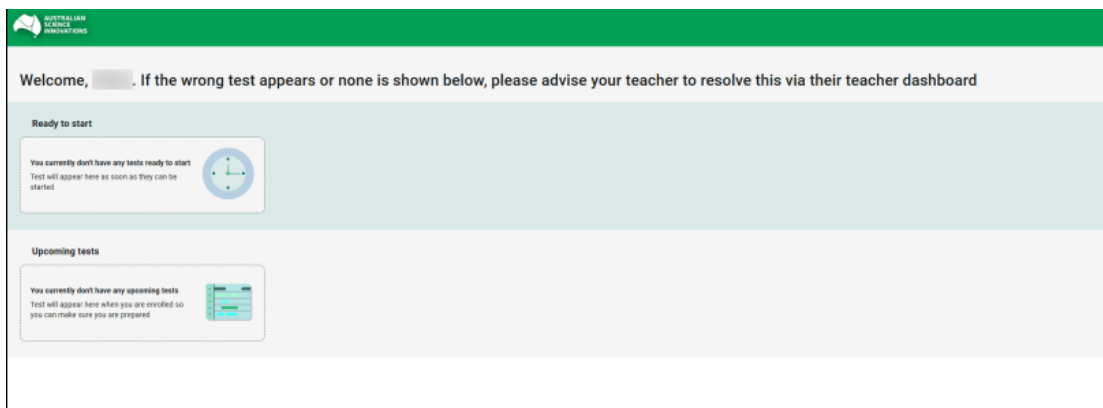 AUSTRALIAN
SCIENCE
INNOVATIONS
Welcome, . If the wrong test appears or none is shown below, please advise your teacher to resolve this via their teacher dashboard
Ready to start
You currently don't have any tests ready to start
Test will appear here as soon as they can be
started
Upcoming tests
You currently don't have any upcoming tests
Test will appear here when you are enrolled so
you can make sure you are prepared